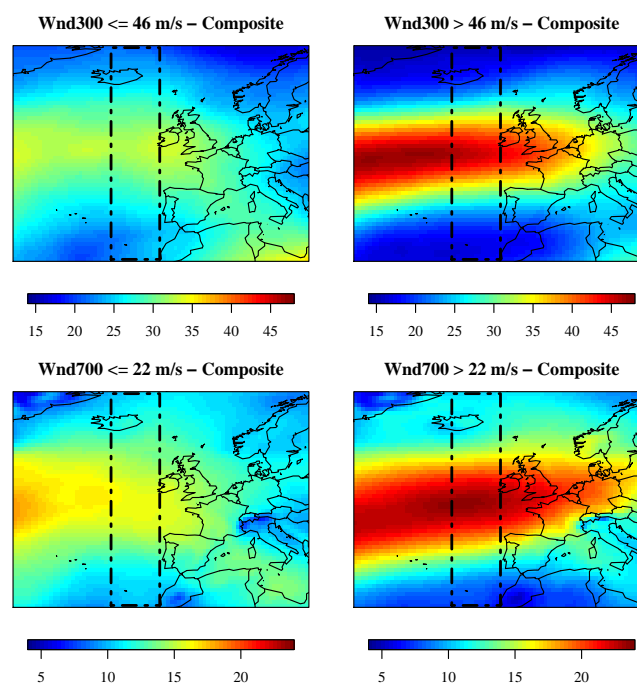 Wnd300 <= 46 m/s – Composite
Wnd300 > 46 m/s – Composite
15 20 25 30 35 40 45
15 20 25 30 35 40 45
Wnd700 <= 22 m/s – Composite
Wnd700 > 22 m/s – Composite
5 10 15 20
5 10 15 20